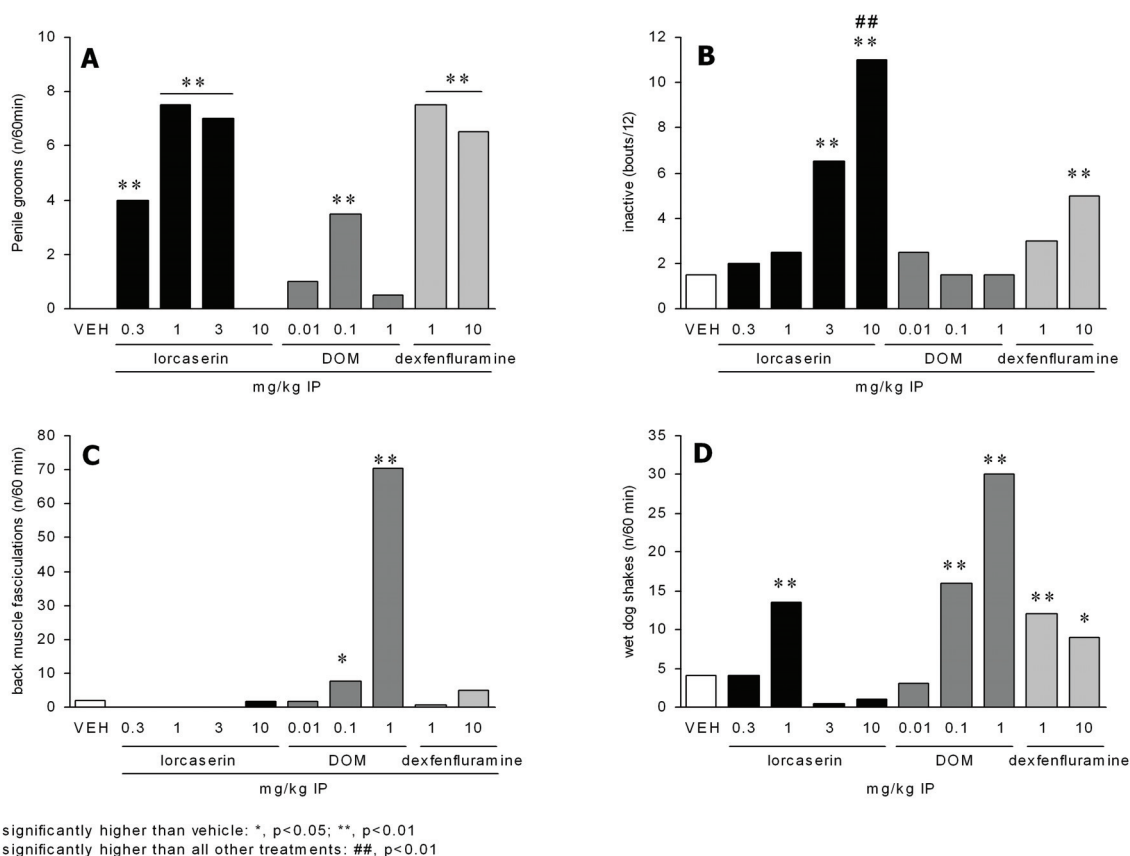 A
Penile grooms (n/60min)
10
8
6
4
2
0
**
**
**
**
VEH 0.3 1 3 10 0.01 0.1 1 1 10
lorcaserin DOM dexfenfluramine
mg/kg IP
B
inactive (bouts/12)
12
10
8
6
4
2
0
##
**
**
**
VEH 0.3 1 3 10 0.01 0.1 1 1 10
lorcaserin DOM dexfenfluramine
mg/kg IP
C
back muscle fasciculations (n/60 min)
80
70
60
50
40
30
20
10
0
*
**
VEH 0.3 1 3 10 0.01 0.1 1 1 10
lorcaserin DOM dexfenfluramine
mg/kg IP
D
wet dog shakes (n/60 min)
35
30
25
20
15
10
5
0
**
**
**
**
*
VEH 0.3 1 3 10 0.01 0.1 1 1 10
lorcaserin DOM dexfenfluramine
mg/kg IP
significantly higher than vehicle: *, p<0.05; **, p<0.01
significantly higher than all other treatments: ##, p<0.01